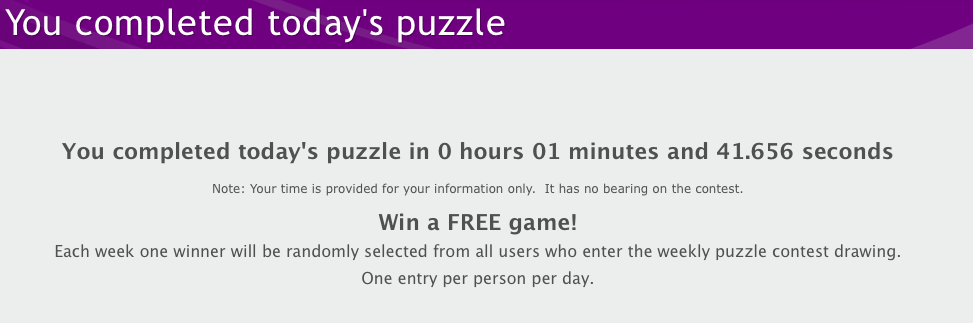 You completed today's puzzle
You completed today's puzzle in 0 hours 01 minutes and 41.656 seconds
Note: Your time is provided for your information only.  It has no bearing on the contest.
Win a FREE game!
Each week one winner will be randomly selected from all users who enter the weekly puzzle contest drawing.
One entry per person per day.